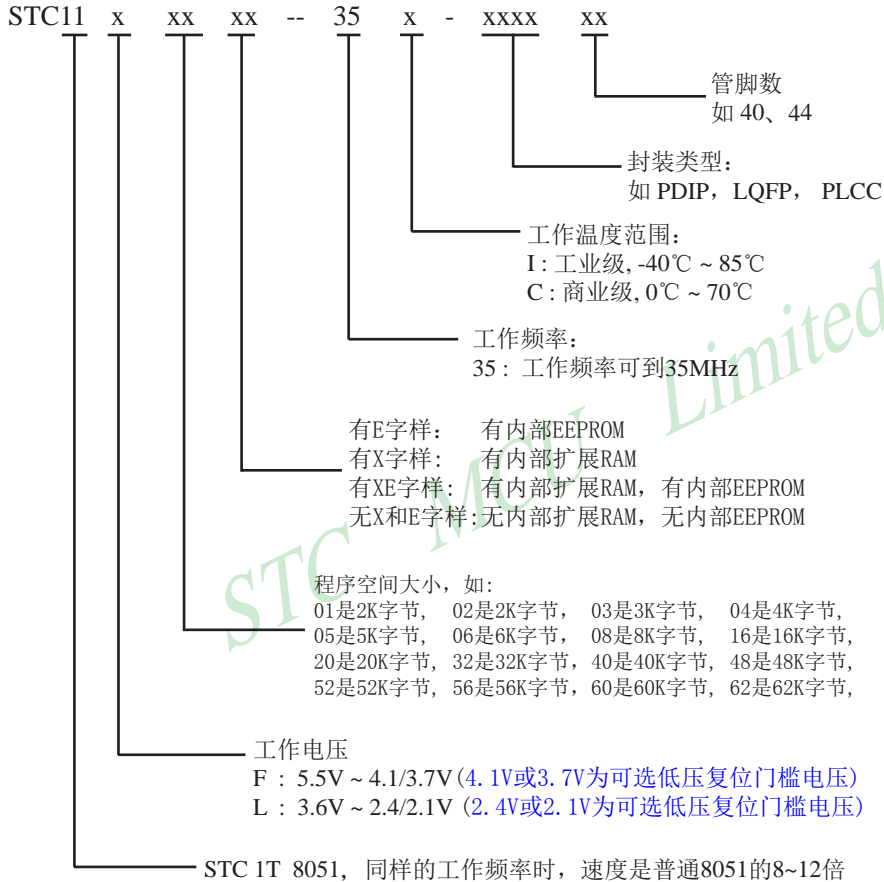 STC11 x xx xx -- 35 x - xxxx xx
管脚数
如 40、44
封装类型：
如 PDIP，LQFP， PLCC
工作温度范围：
I : 工业级, -40℃ ~ 85℃
C : 商业级, 0℃ ~ 70℃
工作频率：
35 : 工作频率可到35MHz
有E字样： 有内部EEPROM
有X字样: 有内部扩展RAM
有XE字样: 有内部扩展RAM，有内部EEPROM
无X和E字样:无内部扩展RAM，无内部EEPROM
程序空间大小，如:
01是2K字节, 02是2K字节， 03是3K字节, 04是4K字节,
05是5K字节, 06是6K字节， 08是8K字节, 16是16K字节,
20是20K字节, 32是32K字节，40是40K字节, 48是48K字节,
52是52K字节, 56是56K字节，60是60K字节, 62是62K字节,
工作电压
F : 5.5V ~ 4.1/3.7V(4.1V或3.7V为可选低压复位门槛电压)
L : 3.6V ~ 2.4/2.1V (2.4V或2.1V为可选低压复位门槛电压)
STC 1T 8051, 同样的工作频率时，速度是普通8051的8~12倍
STC MCU Limited